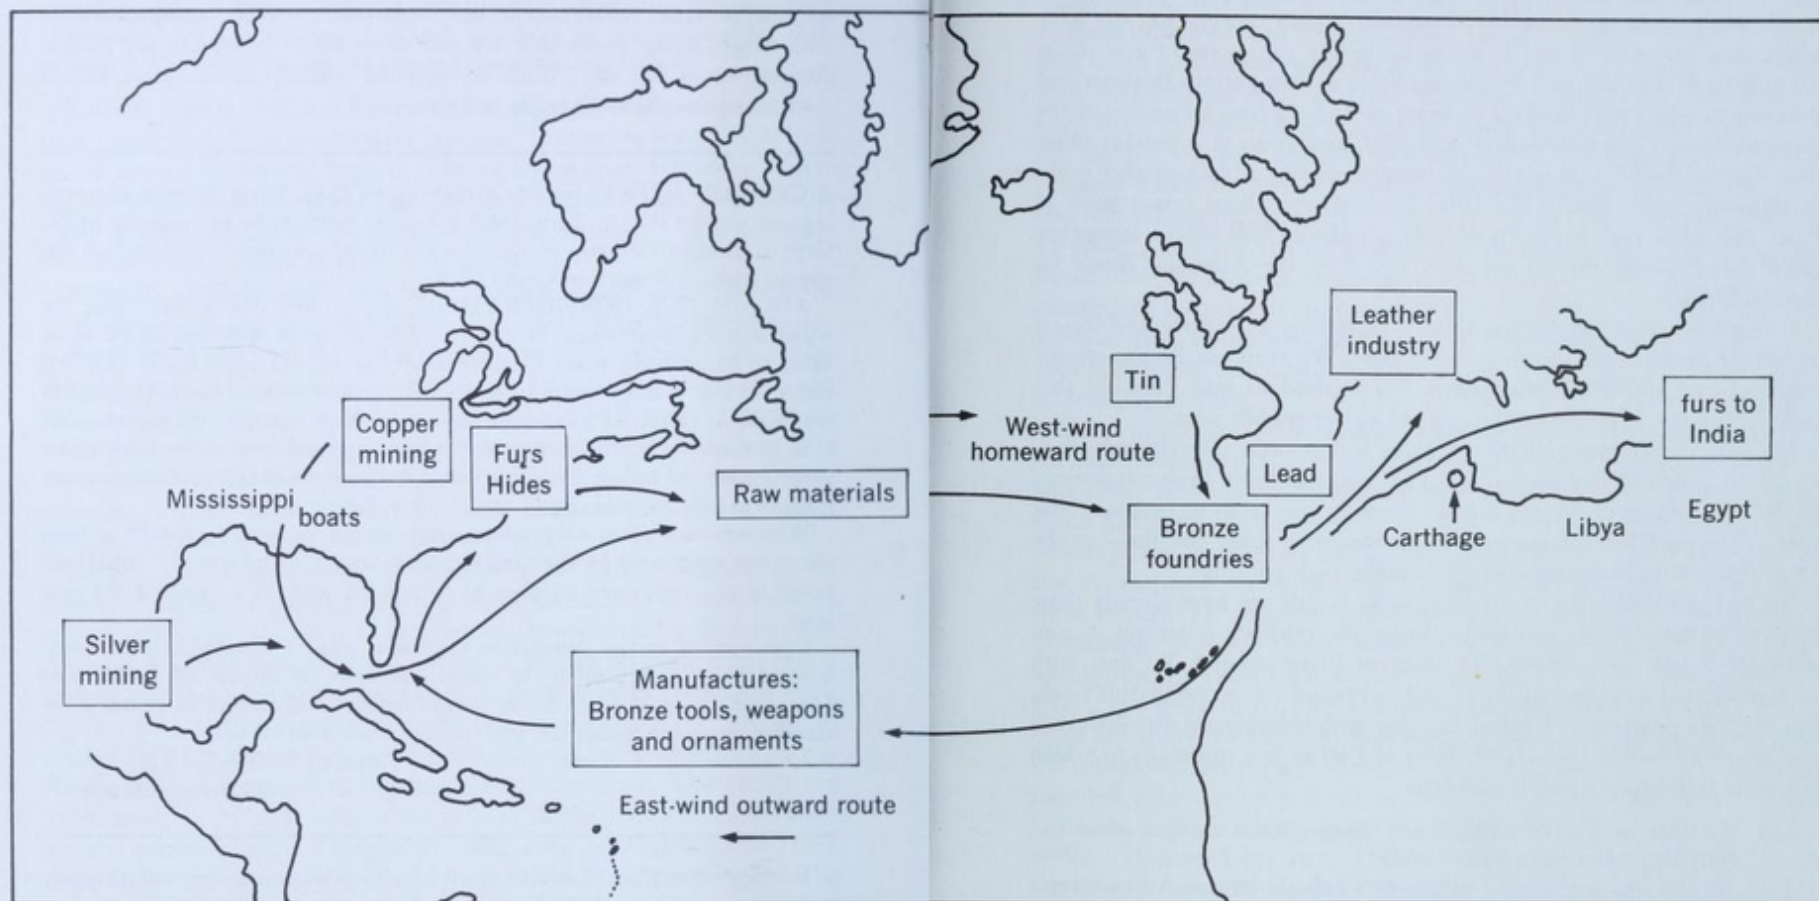 Copper
mining
Furs
Hides
Mississippi
boats
Raw materials
Silver
mining
Manufactures:
Bronze tools, weapons
and ornaments
East-wind outward route
West-wind
homeward route
Tin
Lead
Leather
industry
Bronze
foundries
furs to
India
Carthage
Libya
Egypt